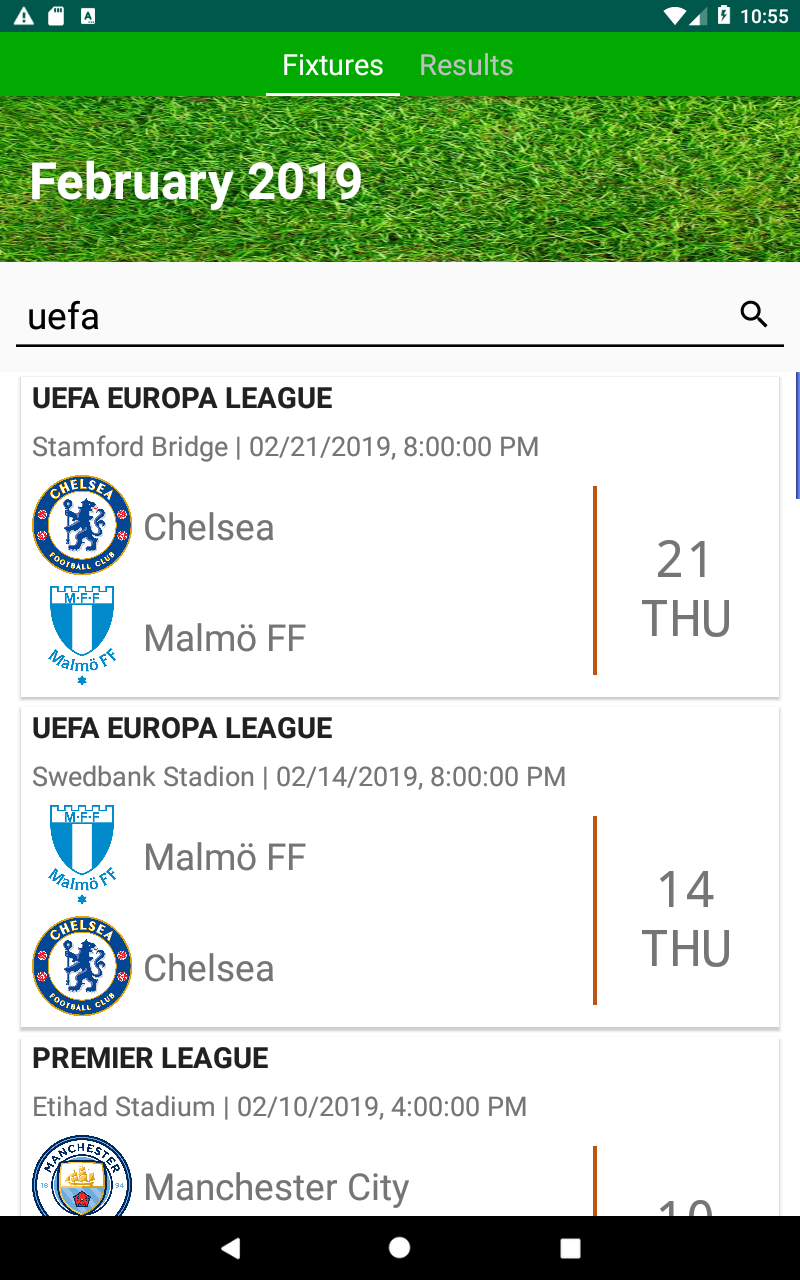 10:55
Fixtures Results
February 2019
uefa
UEFA EUROPA LEAGUE
Stamford Bridge | 02/21/2019, 8:00:00 PM
CHELSEA
FOOTBALL CLUB
Chelsea
M-F-F
Malmö FF
Malmö FF
21
THU
UEFA EUROPA LEAGUE
Swedbank Stadion | 02/14/2019, 8:00:00 PM
M-F-F
Malmö FF
Malmö FF
CHELSEA
FOOTBALL CLUB
Chelsea
14
THU
PREMIER LEAGUE
Etihad Stadium | 02/10/2019, 4:00:00 PM
MANCHESTER
18 94
Manchester City
10